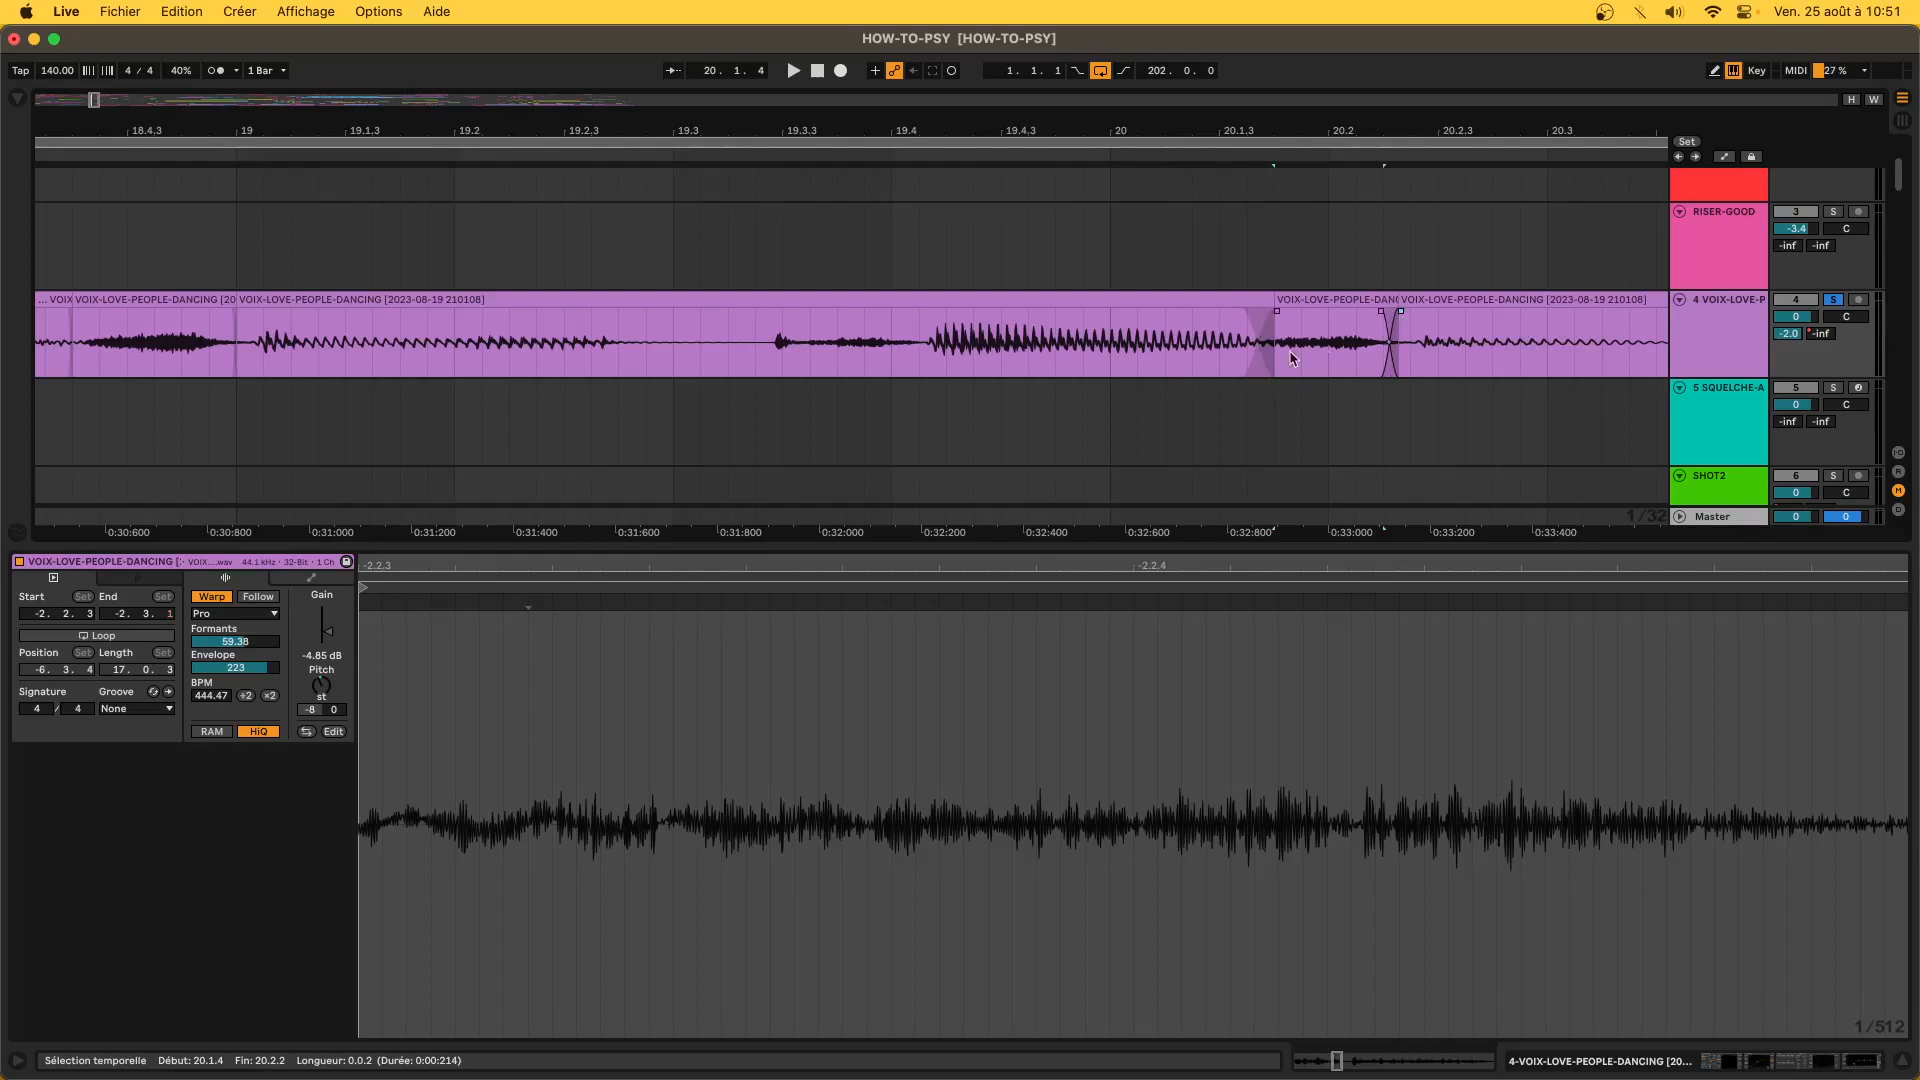 Live Fichier Edition Créer Affichage Options Aide Ven. 25 août à 10:51
HOW-TO-PSY [HOW-TO-PSY]
Tap 140.00 4 / 4 40% 1 Bar 20. 1. 4 1. 1. 1 202. 0. 0 Key MIDI 27 %
H W
18.4.3 19 19.1.3 19.2 19.2.3 19.3 19.3.3 19.4 19.4.3 20 20.1.3 20.2 20.2.3 20.3
Set
RISER-GOOD 3 S
-3.4 C
-inf -inf
... VOIX VOIX-LOVE-PEOPLE-DANCING [20 VOIX-LOVE-PEOPLE-DANCING [2023-08-19 210108] VOIX-LOVE-PEOPLE-DANC VOIX-LOVE-PEOPLE-DANCING [2023-08-19 210108] 4 VOIX-LOVE-P 4 S
0 C
-2.0 -inf
5 SQUELCHE-A 5 S
0 C
-inf -inf
SHOT2 6 S
0 C
1/32 Master 0 0
I·O
R
M
D
0:30:600 0:30:800 0:31:000 0:31:200 0:31:400 0:31:600 0:31:800 0:32:000 0:32:200 0:32:400 0:32:600 0:32:800 0:33:000 0:33:200 0:33:400
VOIX-LOVE-PEOPLE-DANCING [ VOIX....wav 44.1 kHz · 32-Bit · 1 Ch
-2.2.3 -2.2.4
Start Set End Set Warp Follow Gain
-2. 2. 3 -2. 3. 1 Pro
Formants
Loop 59.38
Position Set Length Set Envelope -4.85 dB
-6. 3. 4 17. 0. 3 223 Pitch
BPM
Signature Groove 444.47 ÷2 ×2 st
4 / 4 None -8 0
RAM HiQ Edit
1/512
Sélection temporelle Début: 20.1.4 Fin: 20.2.2 Longueur: 0.0.2 (Durée: 0:00:214) 4-VOIX-LOVE-PEOPLE-DANCING [20...